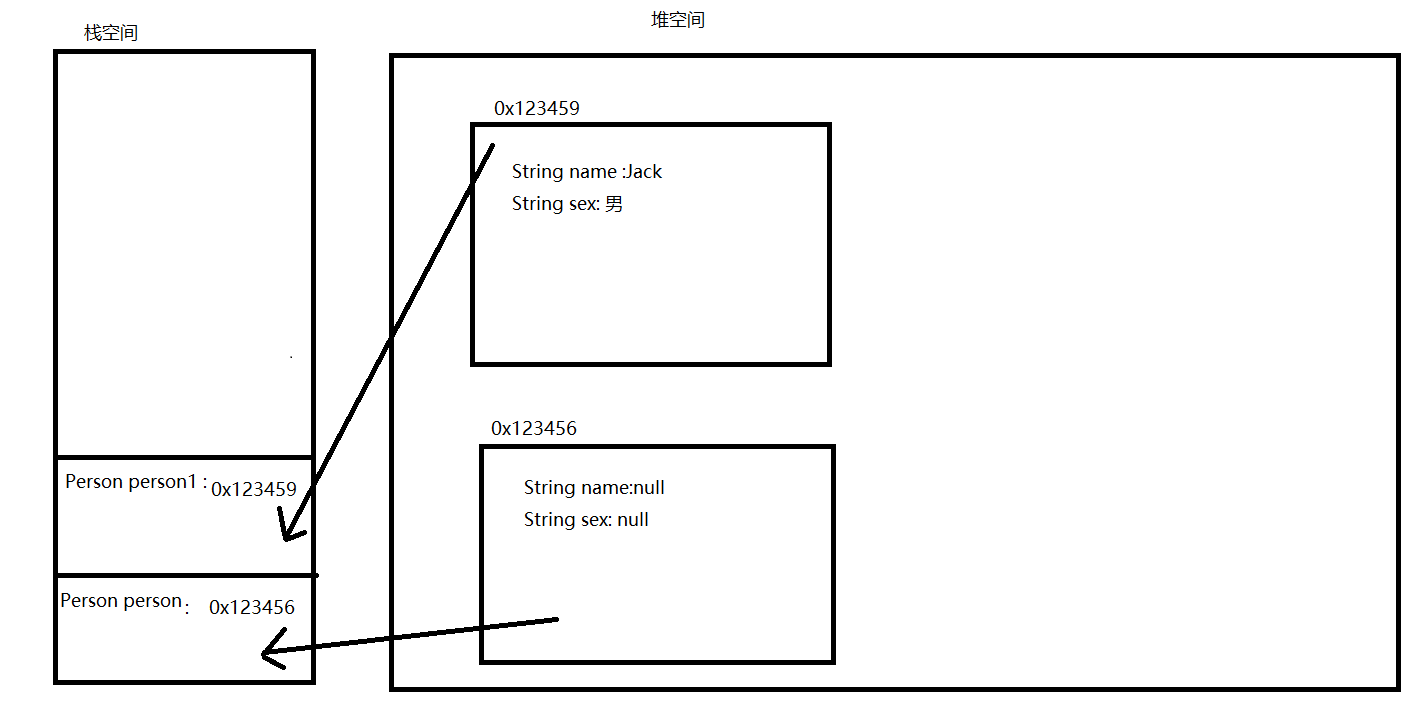 栈空间
堆空间
0x123459
String name :Jack
String sex: 男
0x123456
String name:null
String sex: null
Person person1 : 0x123459
Person person： 0x123456